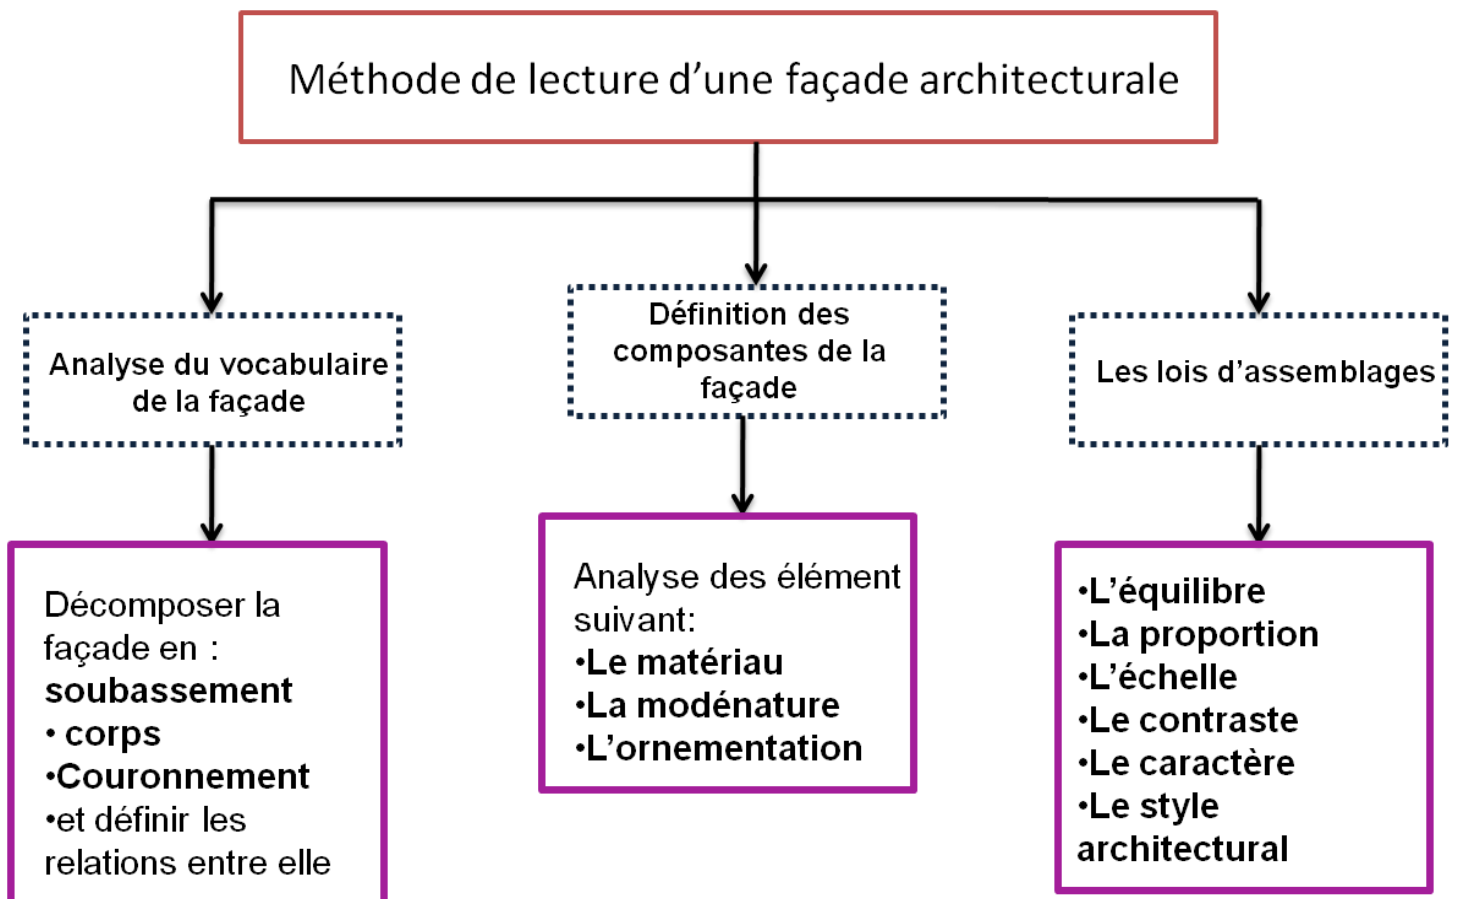 Méthode de lecture d'une façade architecturale
Analyse du vocabulaire
de la façade
Définition des
composantes de la
façade
Les lois d'assemblages
Décomposer la
façade en :
soubassement
• corps
•Couronnement
•et définir les
relations entre elle
Analyse des élément
suivant:
•Le matériau
•La modénature
•L'ornementation
•L'équilibre
•La proportion
•L'échelle
•Le contraste
•Le caractère
•Le style
architectural